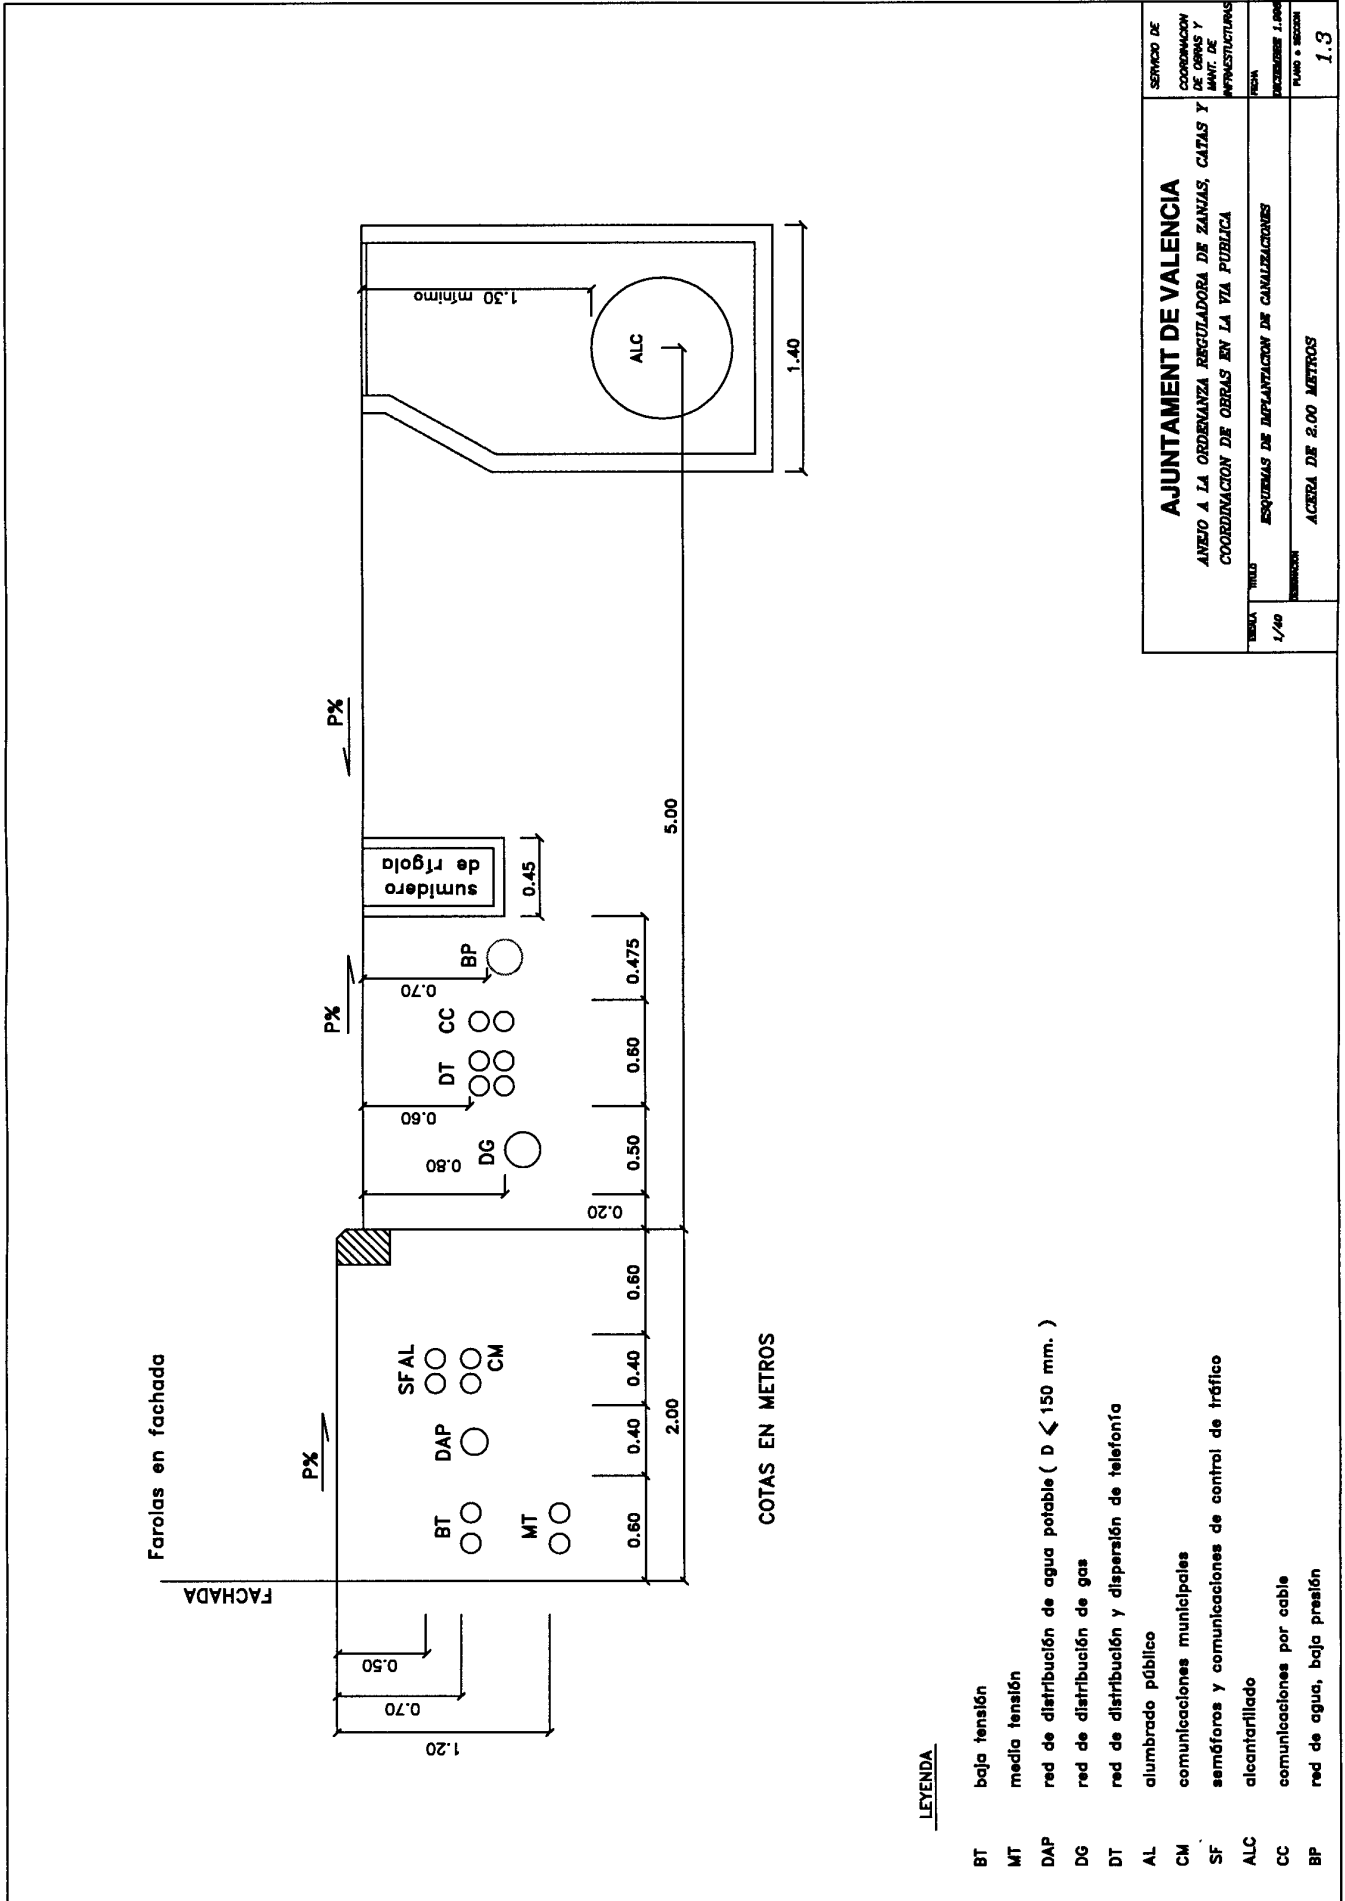 Farolas en fachada
FACHADA
P%
P%
P%
0.50
0.70
1.20
BT
MT
DAP
SF AL
CM
DG
DT
CC
BP
0.80
0.60
0.70
sumidero
de rígola
0.45
ALC
1.30 mínimo
1.40
0.60
0.40
0.40
0.60
0.20
0.50
0.60
0.475
2.00
5.00
COTAS EN METROS
LEYENDA
BT baja tensión
MT media tensión
DAP red de distribución de agua potable ( D ⩽ 150 mm. )
DG red de distribución de gas
DT red de distribución y dispersión de telefonía
AL alumbrado público
CM comunicaciones municipales
SF semáforos y comunicaciones de control de tráfico
ALC alcantarillado
CC comunicaciones por cable
BP red de agua, baja presión
AJUNTAMENT DE VALENCIA
ANEJO A LA ORDENANZA REGULADORA DE ZANJAS, CATAS Y
COORDINACION DE OBRAS EN LA VIA PUBLICA
SERVICIO DE
COORDINACION
DE OBRAS Y
MANT. DE
INFRAESTUCTURAS
ESCALA
1/40
TITULO
ESQUEMAS DE IMPLANTACION DE CANALIZACIONES
FECHA
DICIEMBRE 1.996
DESIGNACION
ACERA DE 2.00 METROS
PLANO o SECCION
1.3